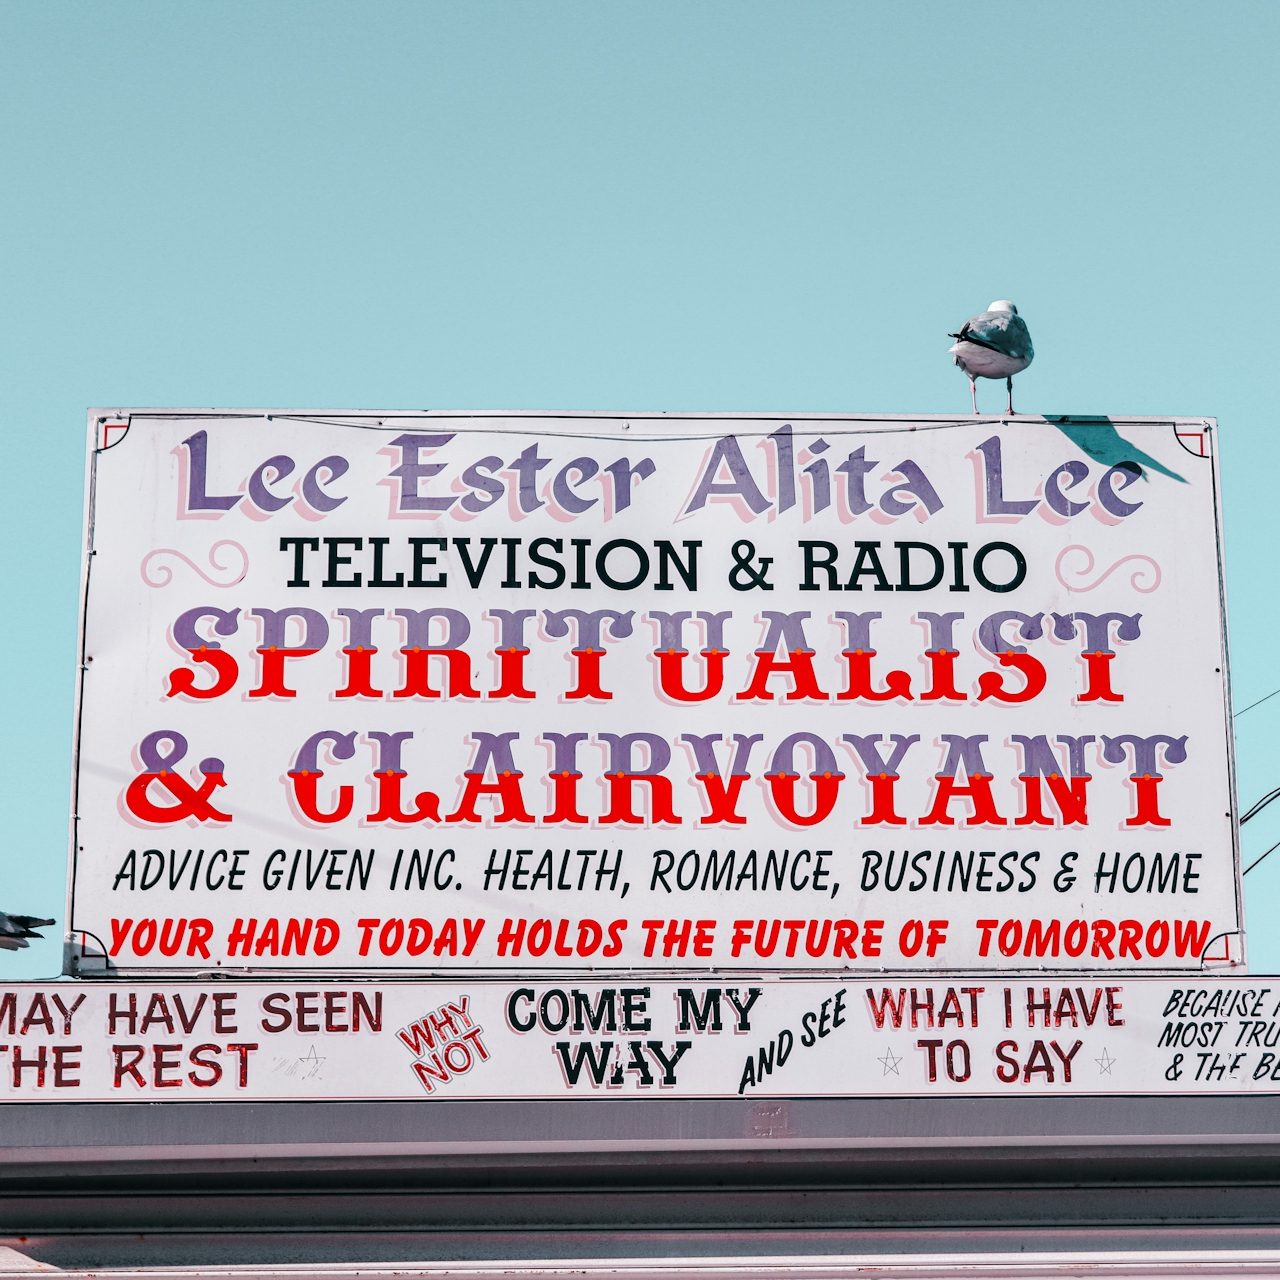 Lee Ester Alita Lee
TELEVISION & RADIO
SPIRITUALIST
& CLAIRVOYANT
ADVICE GIVEN INC. HEALTH, ROMANCE, BUSINESS & HOME
YOUR HAND TODAY HOLDS THE FUTURE OF TOMORROW
MAY HAVE SEEN
THE REST
WHY
NOT
COME MY
WAY
AND SEE
WHAT I HAVE
TO SAY
BECAUSE
MOST
& THE